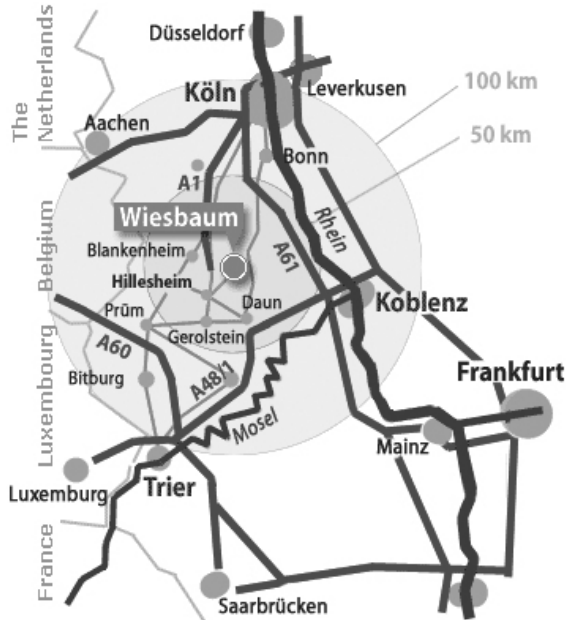 Düsseldorf
The
Netherlands
Leverkusen
100 km
Köln
Aachen
50 km
Bonn
A1
Wiesbaum
Rhein
Belgium
Blankenheim
A61
Hillesheim
Daun
Prüm
Koblenz
Gerolstein
A60
Luxembourg
Bitburg
A48/1
Frankfurt
Mosel
Mainz
Luxemburg
Trier
France
Saarbrücken